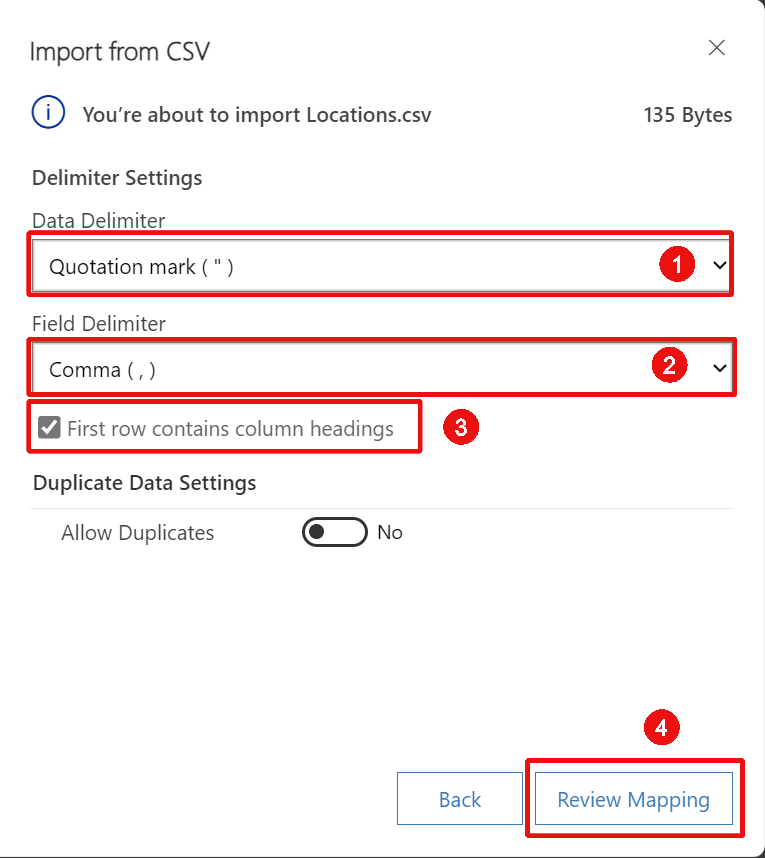 Import from CSV
You're about to import Locations.csv 135 Bytes
Delimiter Settings
Data Delimiter
Quotation mark ( " ) 1
Field Delimiter
Comma ( , ) 2
First row contains column headings 3
Duplicate Data Settings
Allow Duplicates No
4
Back Review Mapping